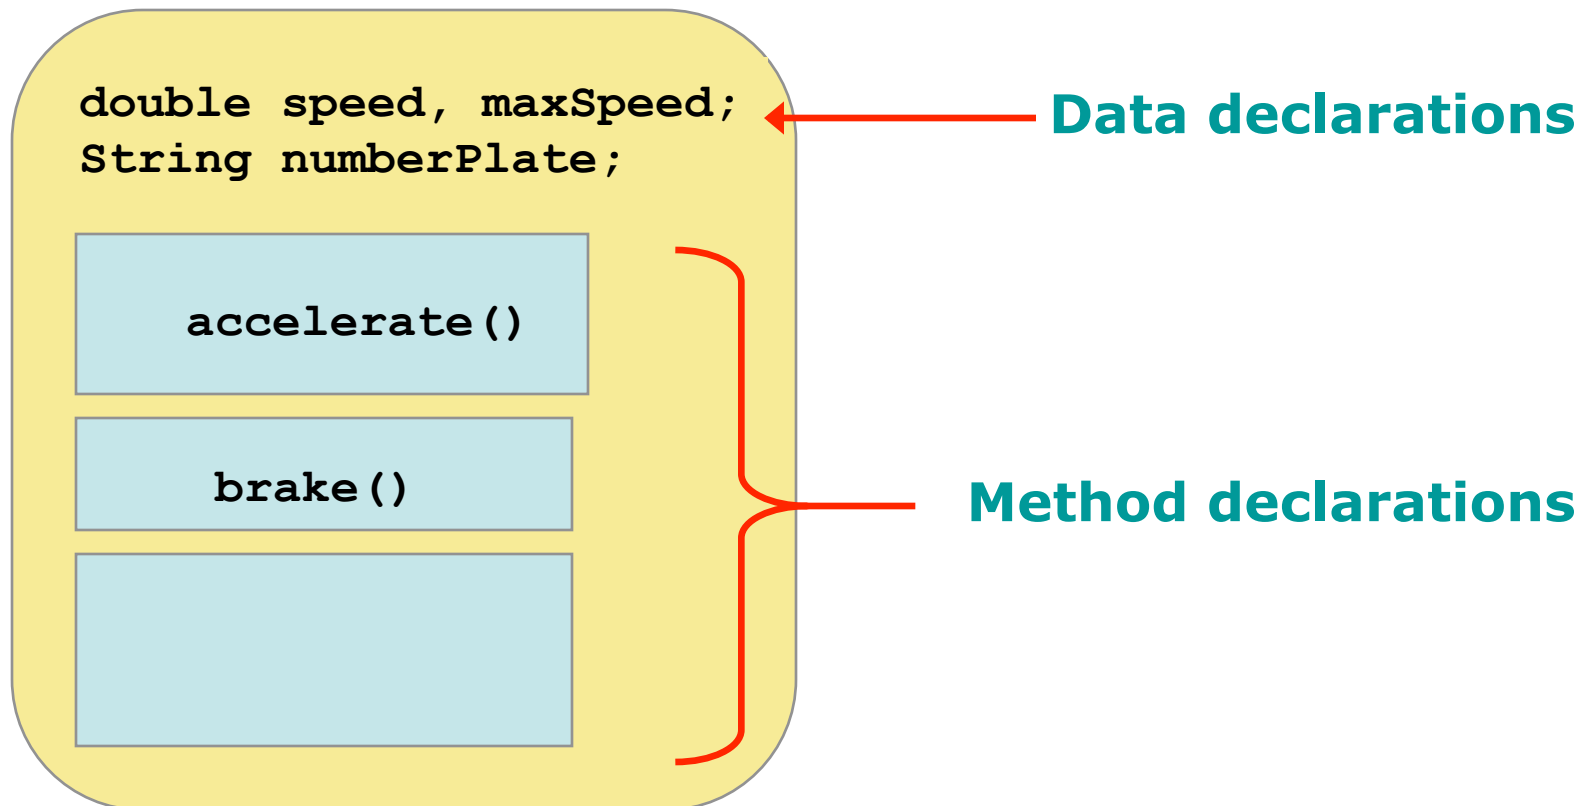 double speed, maxSpeed;
String numberPlate;
Data declarations
accelerate()
brake()
Method declarations